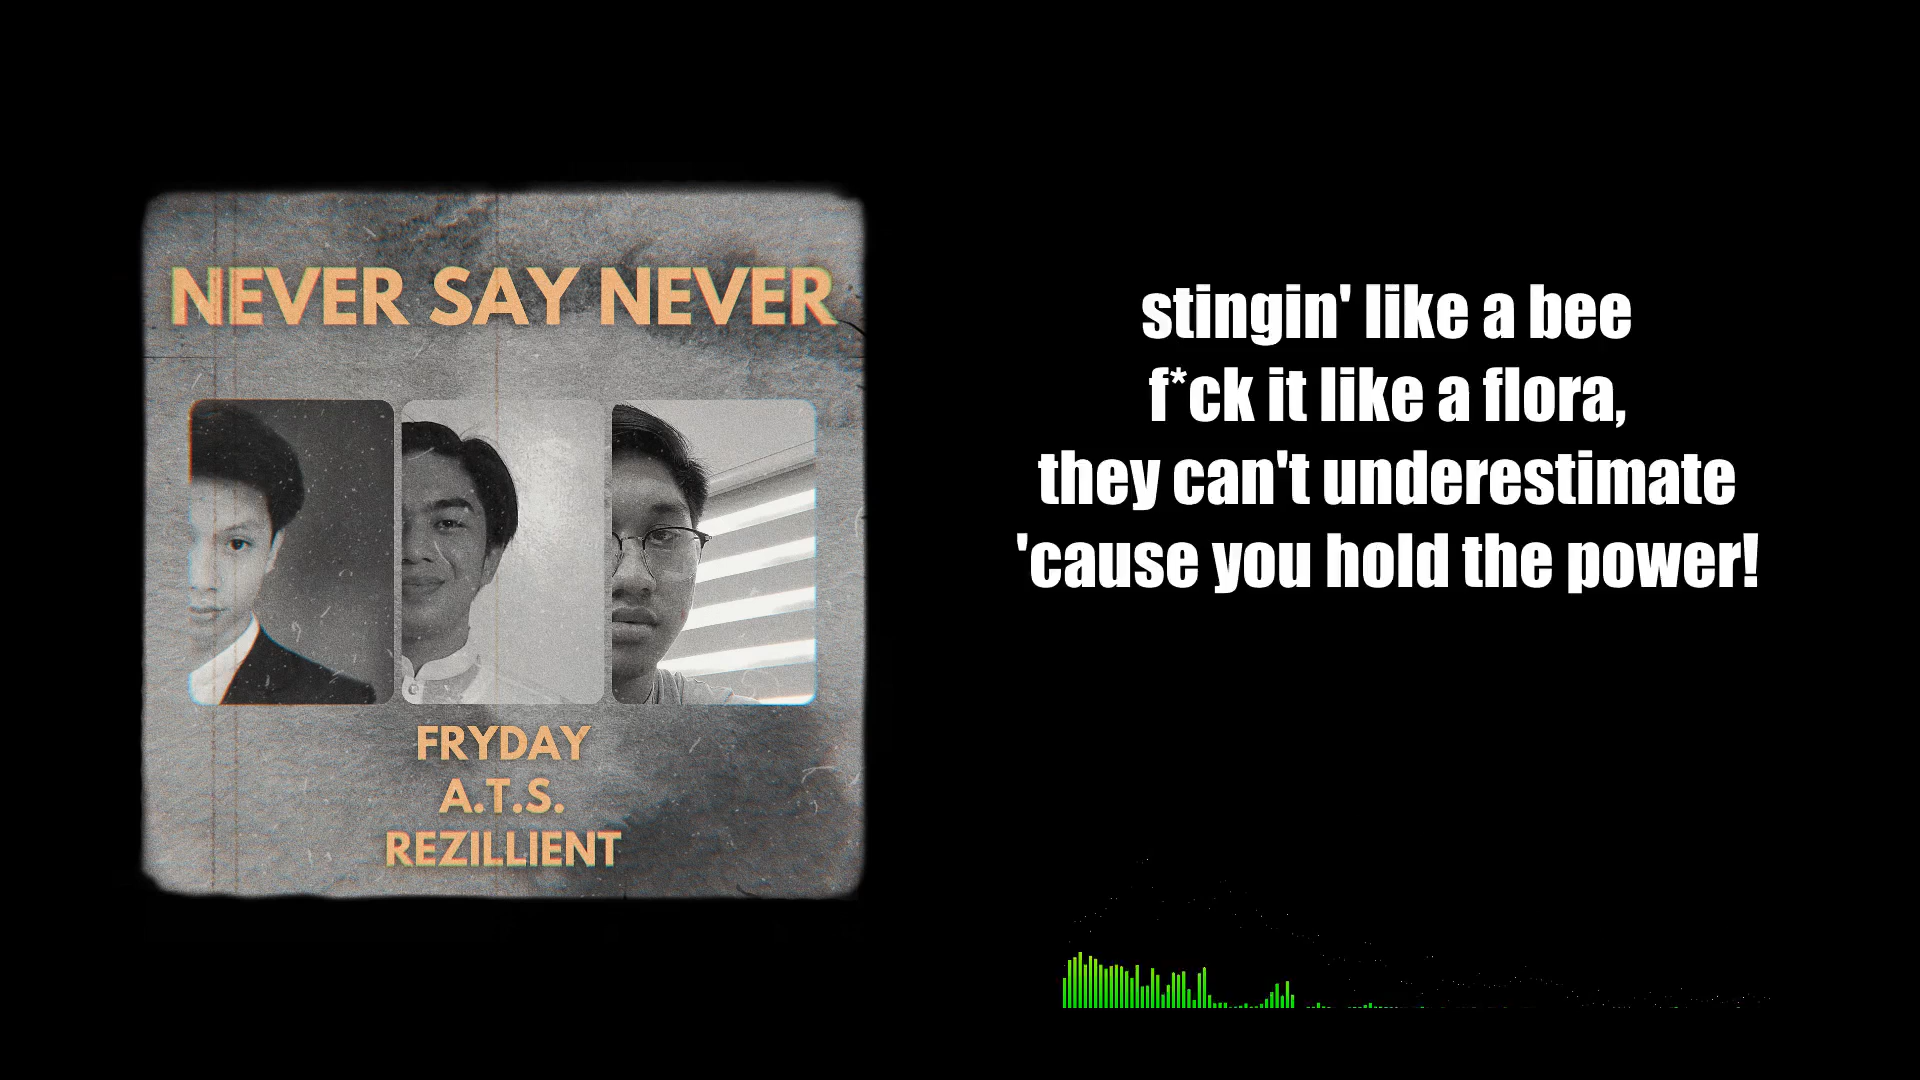 NEVER SAY NEVER
FRYDAY
A.T.S.
REZILLIENT
stingin' like a bee
f*ck it like a flora,
they can't underestimate
'cause you hold the power!